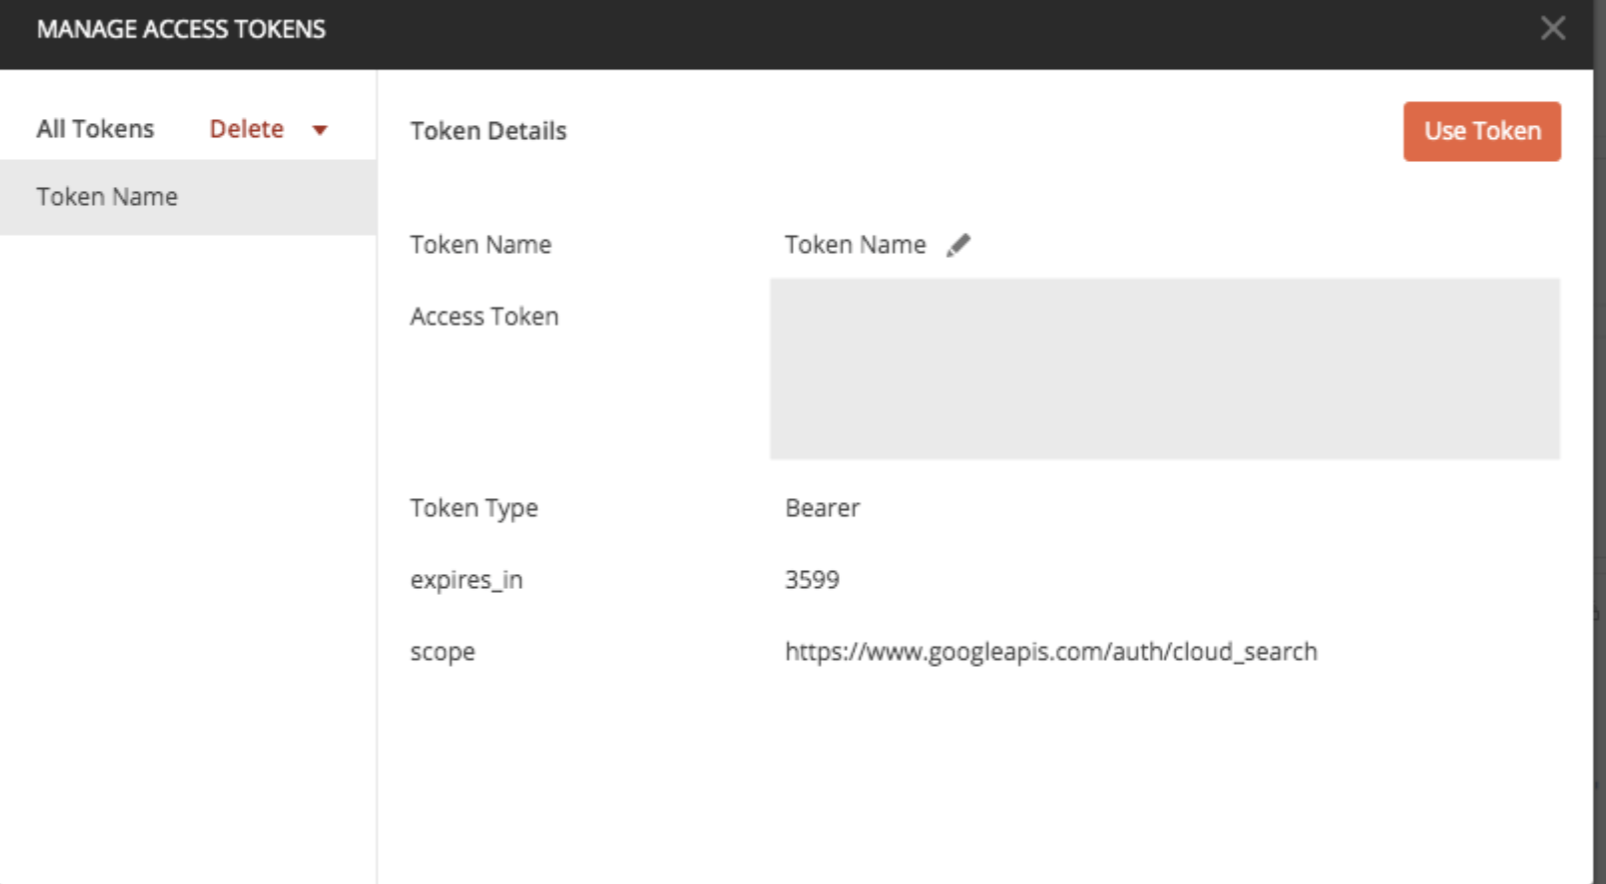 MANAGE ACCESS TOKENS
All Tokens Delete
Token Name
Token Details
Use Token
Token Name Token Name
Access Token
Token Type Bearer
expires_in 3599
scope https://www.googleapis.com/auth/cloud_search